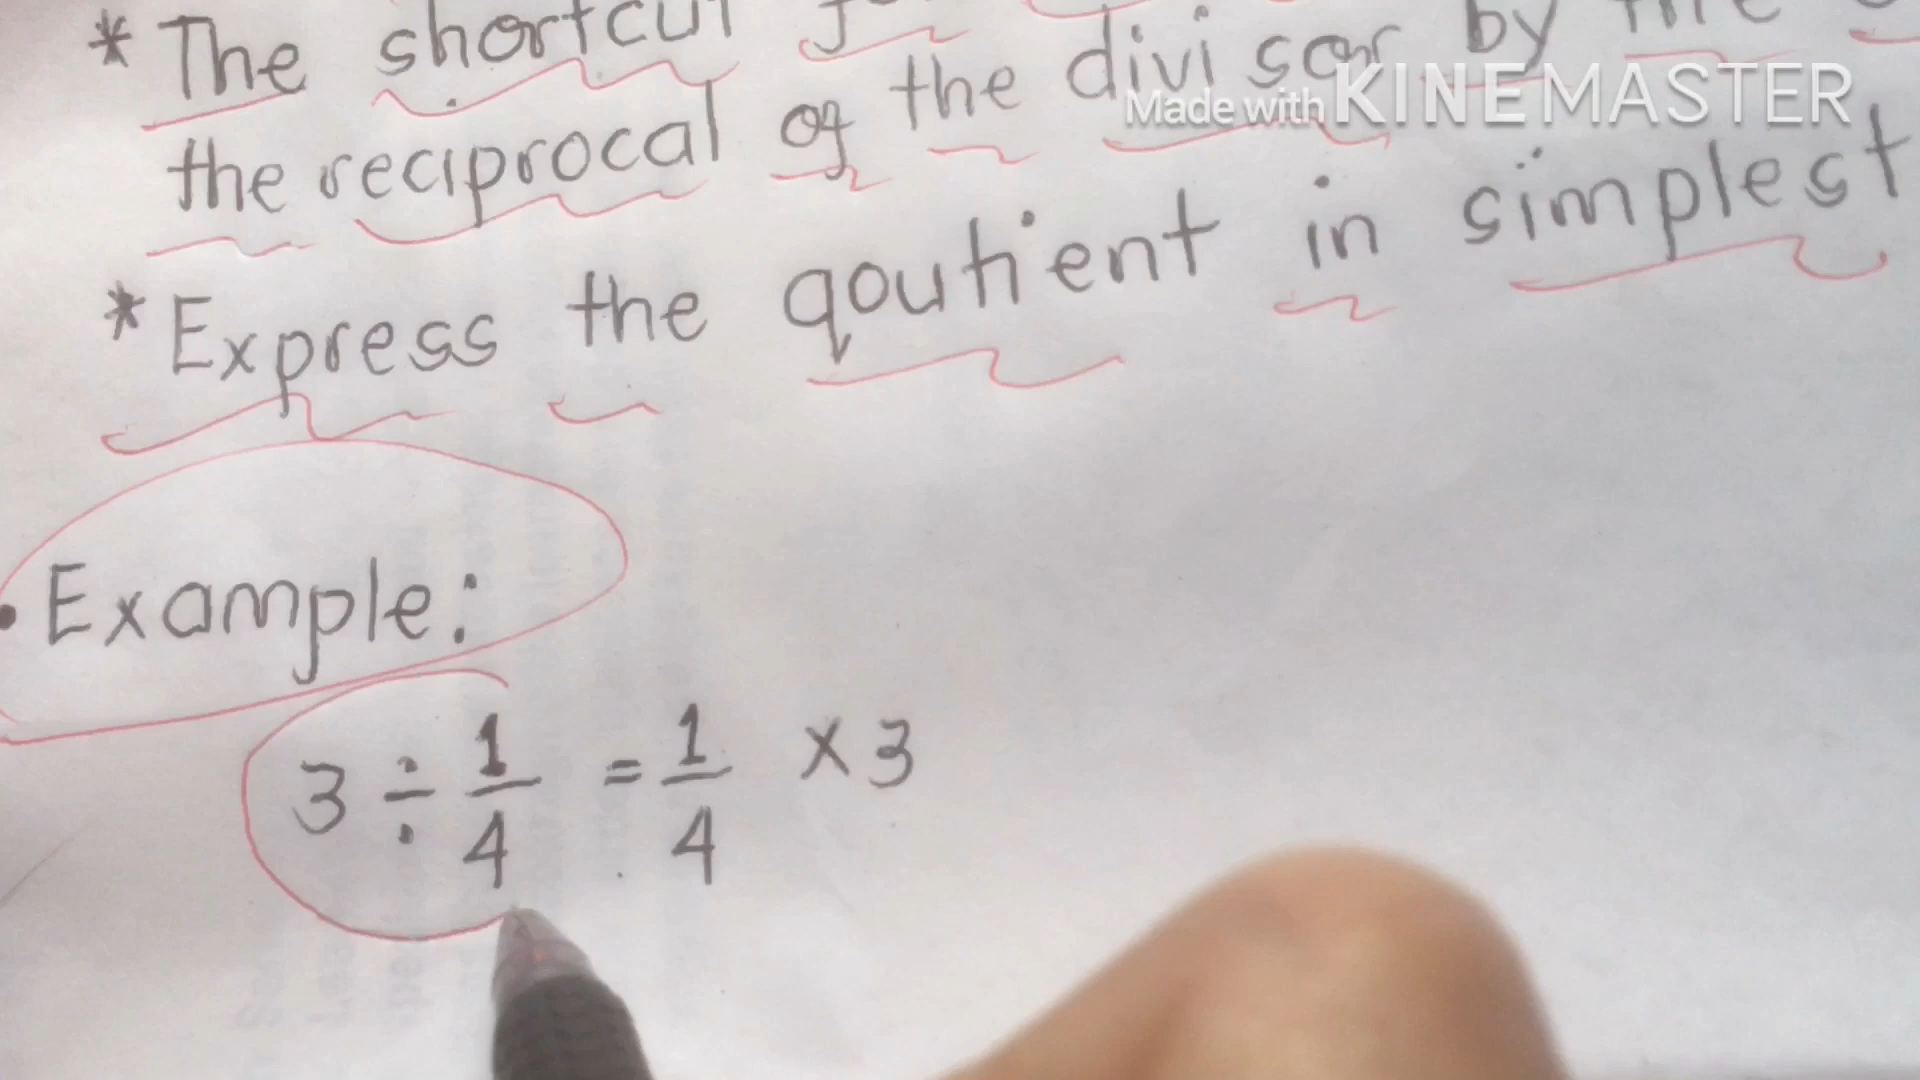 * The shortcut
the reciprocal of the divisor by the
* Express the qoutient in simplest
• Example:
3 ÷ 1/4 = 1/4 × 3
Made with KINEMASTER